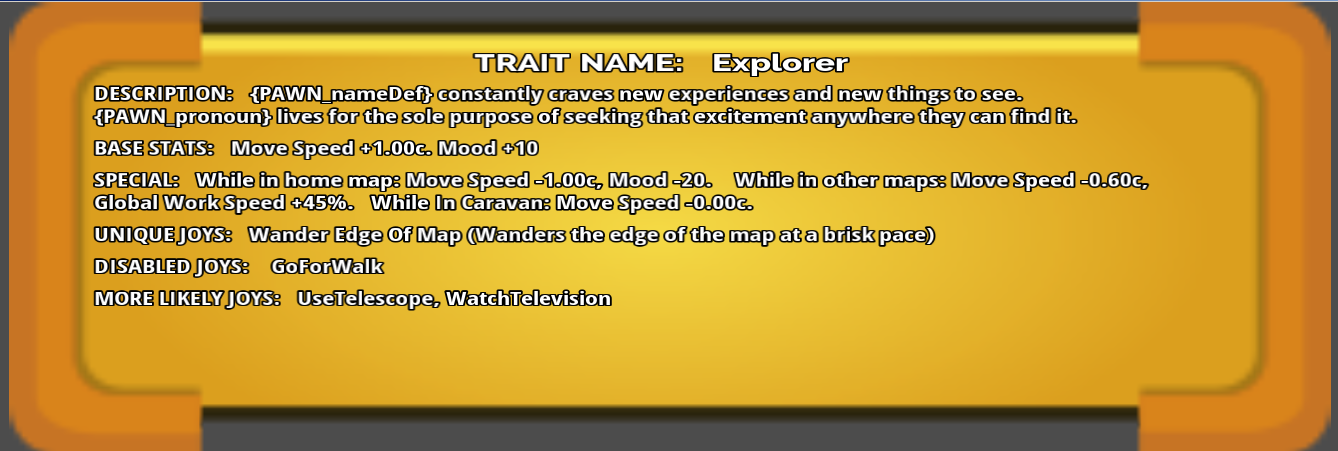 TRAIT NAME: Explorer
DESCRIPTION: {PAWN_nameDef} constantly craves new experiences and new things to see.
{PAWN_pronoun} lives for the sole purpose of seeking that excitement anywhere they can find it.
BASE STATS: Move Speed +1.00c. Mood +10
SPECIAL: While in home map: Move Speed -1.00c, Mood -20. While in other maps: Move Speed -0.60c,
Global Work Speed +45%. While In Caravan: Move Speed -0.00c.
UNIQUE JOYS: Wander Edge Of Map (Wanders the edge of the map at a brisk pace)
DISABLED JOYS: GoForWalk
MORE LIKELY JOYS: UseTelescope, WatchTelevision